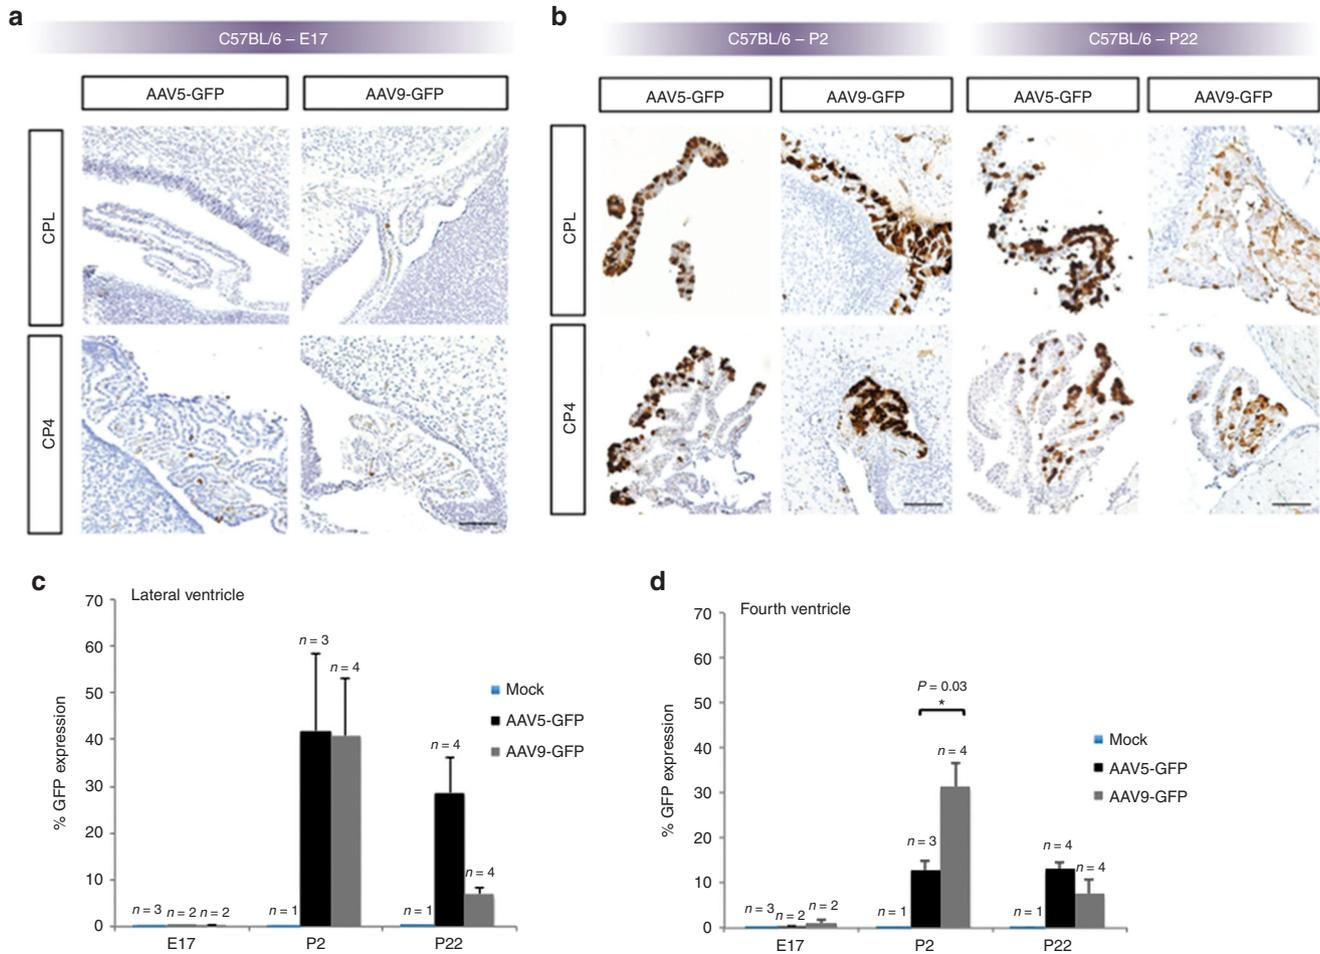 a
C57BL/6 – E17
AAV5-GFP
AAV9-GFP
CPL
CP4
b
C57BL/6 – P2
C57BL/6 – P22
AAV5-GFP
AAV9-GFP
AAV5-GFP
AAV9-GFP
CPL
CP4
c
Lateral ventricle
% GFP expression
70
60
50
40
30
20
10
0
n = 3
n = 2
n = 2
n = 1
n = 3
n = 4
n = 1
n = 4
n = 4
E17
P2
P22
Mock
AAV5-GFP
AAV9-GFP
d
Fourth ventricle
% GFP expression
70
60
50
40
30
20
10
0
n = 3
n = 2
n = 2
n = 1
n = 3
n = 4
P = 0.03
*
n = 1
n = 4
n = 4
E17
P2
P22
Mock
AAV5-GFP
AAV9-GFP